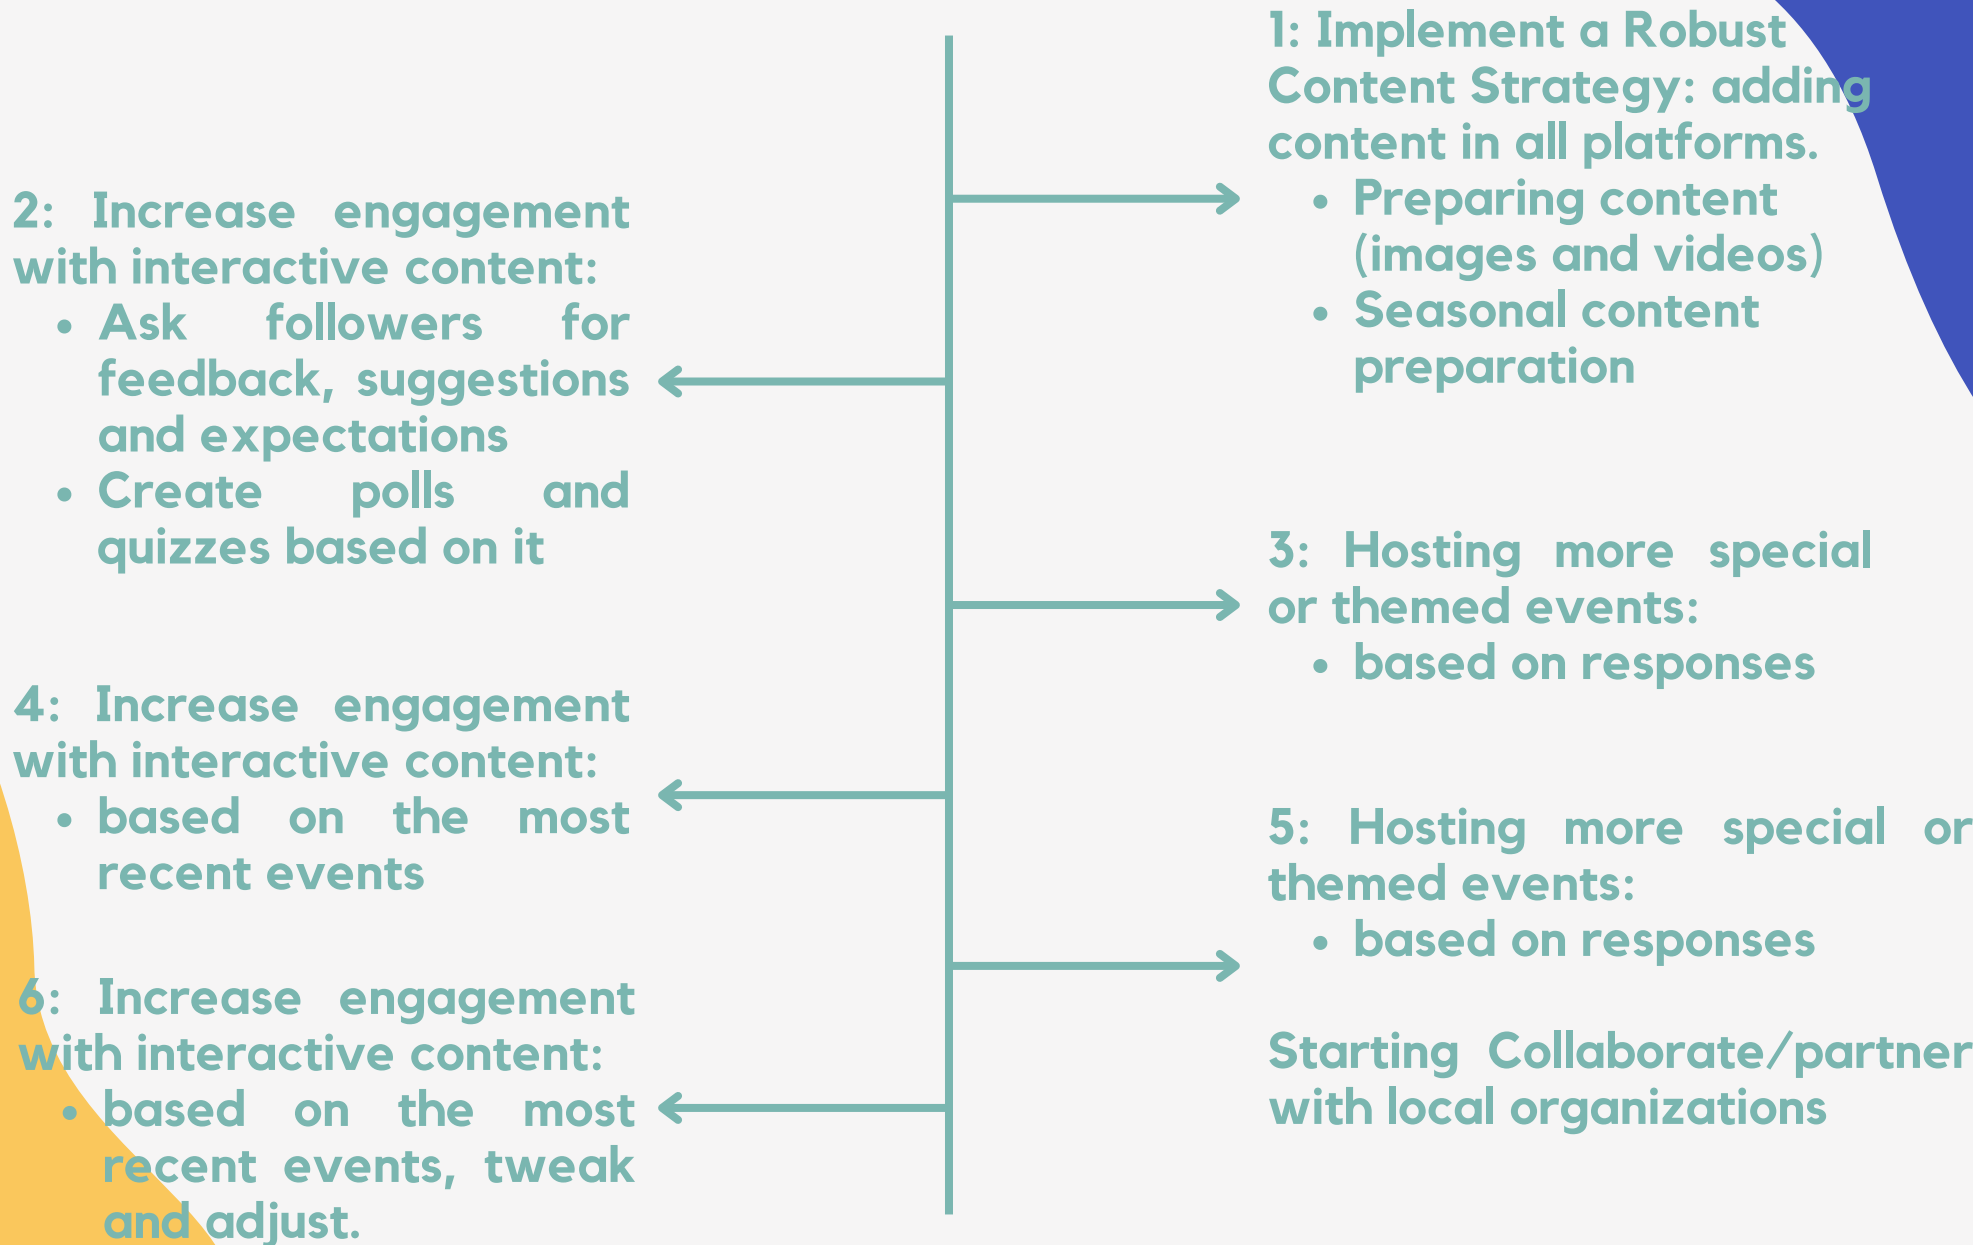 1: Implement a Robust
Content Strategy: adding
content in all platforms.
• Preparing content
(images and videos)
• Seasonal content
preparation
2: Increase engagement
with interactive content:
• Ask followers for
feedback, suggestions
and expectations
• Create polls and
quizzes based on it
3: Hosting more special
or themed events:
• based on responses
4: Increase engagement
with interactive content:
• based on the most
recent events
5: Hosting more special or
themed events:
• based on responses
Starting Collaborate/partner
with local organizations
6: Increase engagement
with interactive content:
• based on the most
recent events, tweak
and adjust.